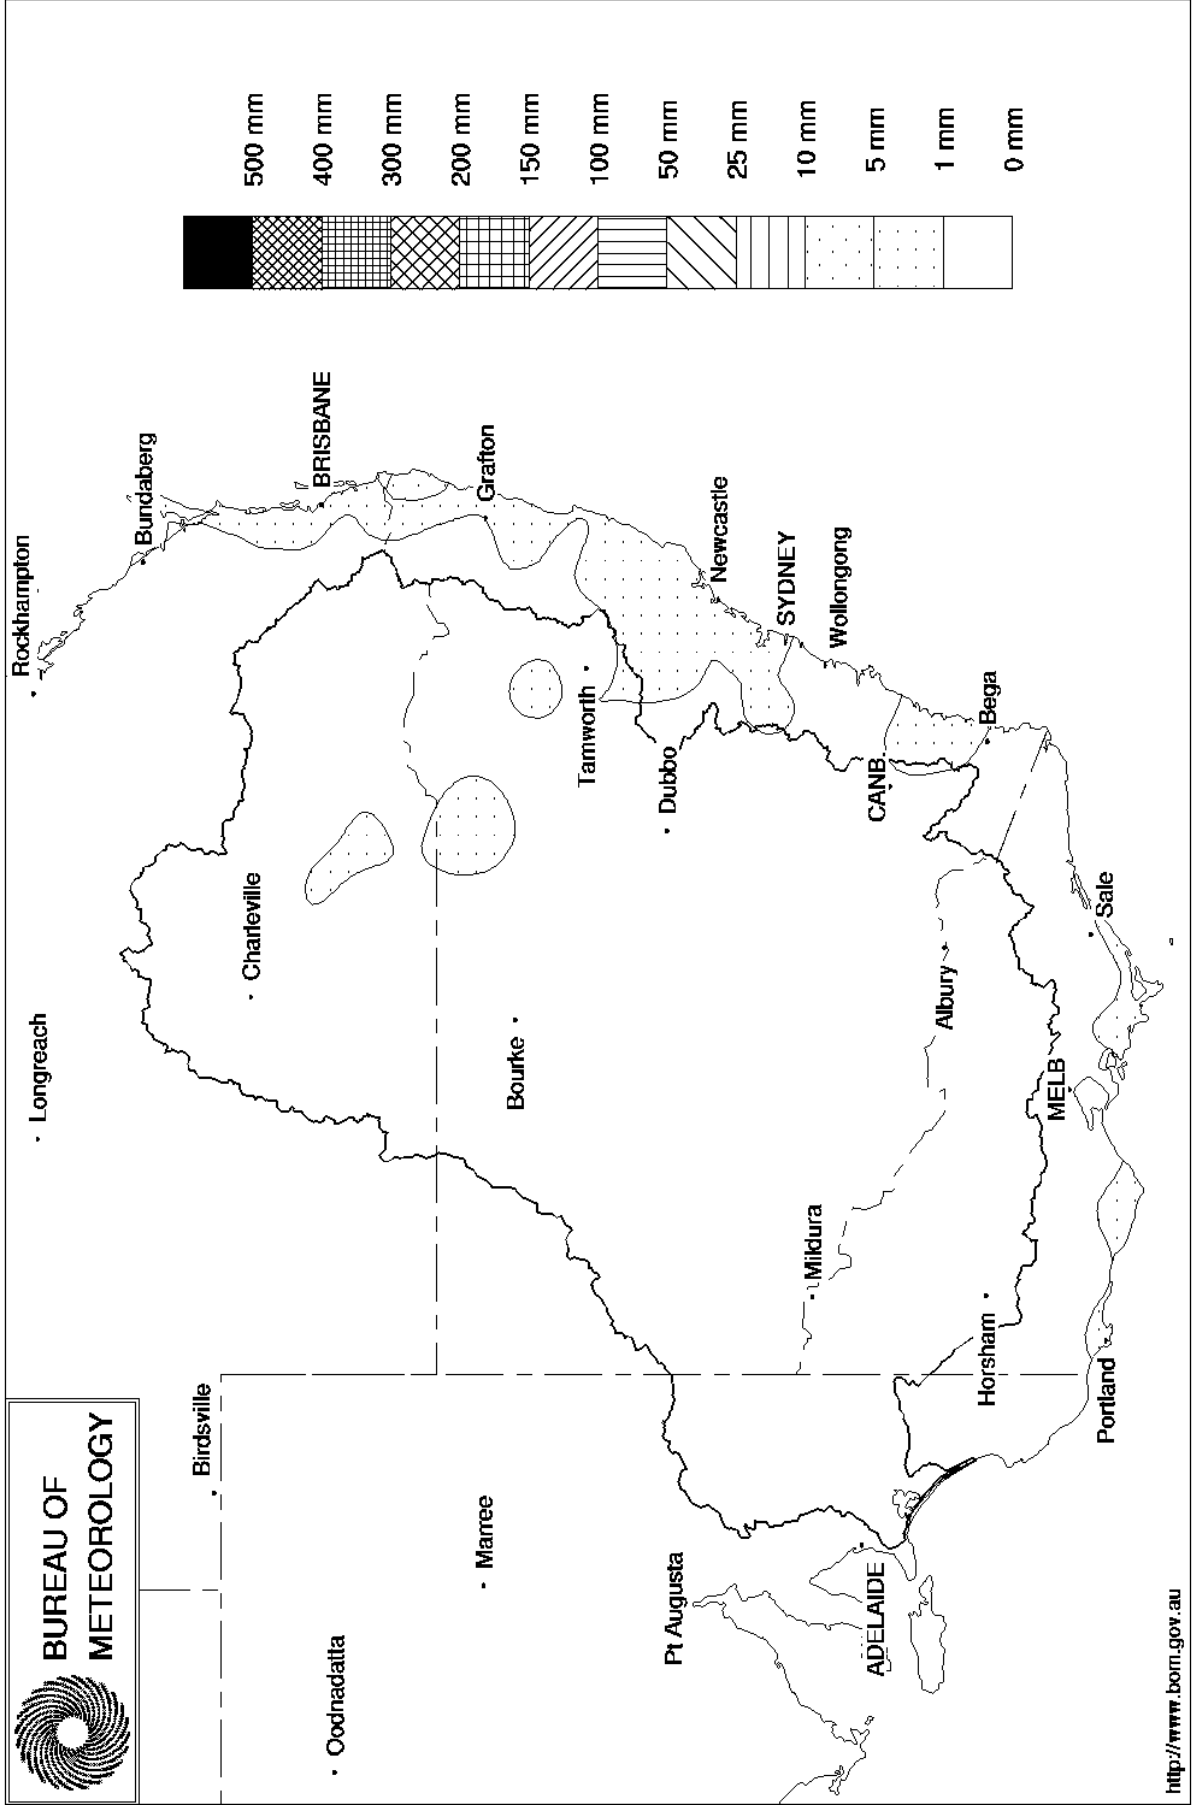 BUREAU OF
METEOROLOGY
Rockhampton
Longreach
Bundaberg
Birdsville
Charleville
BRISBANE
Oodnadatta
Marree
Bourke
Grafton
Tamworth
Pt Augusta
Dubbo
Newcastle
SYDNEY
Mildura
Wollongong
ADELAIDE
CANB.
Albury
Horsham
Bega
MELB
Portland
Sale
500 mm
400 mm
300 mm
200 mm
150 mm
100 mm
50 mm
25 mm
10 mm
5 mm
1 mm
0 mm
http://www.bom.gov.au